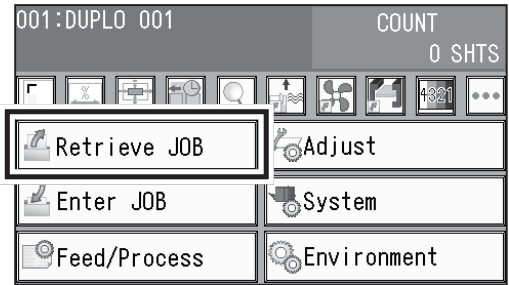 001:DUPLO 001
COUNT
0 SHTS
%
4321
Retrieve JOB
Adjust
Enter JOB
System
Feed/Process
Environment